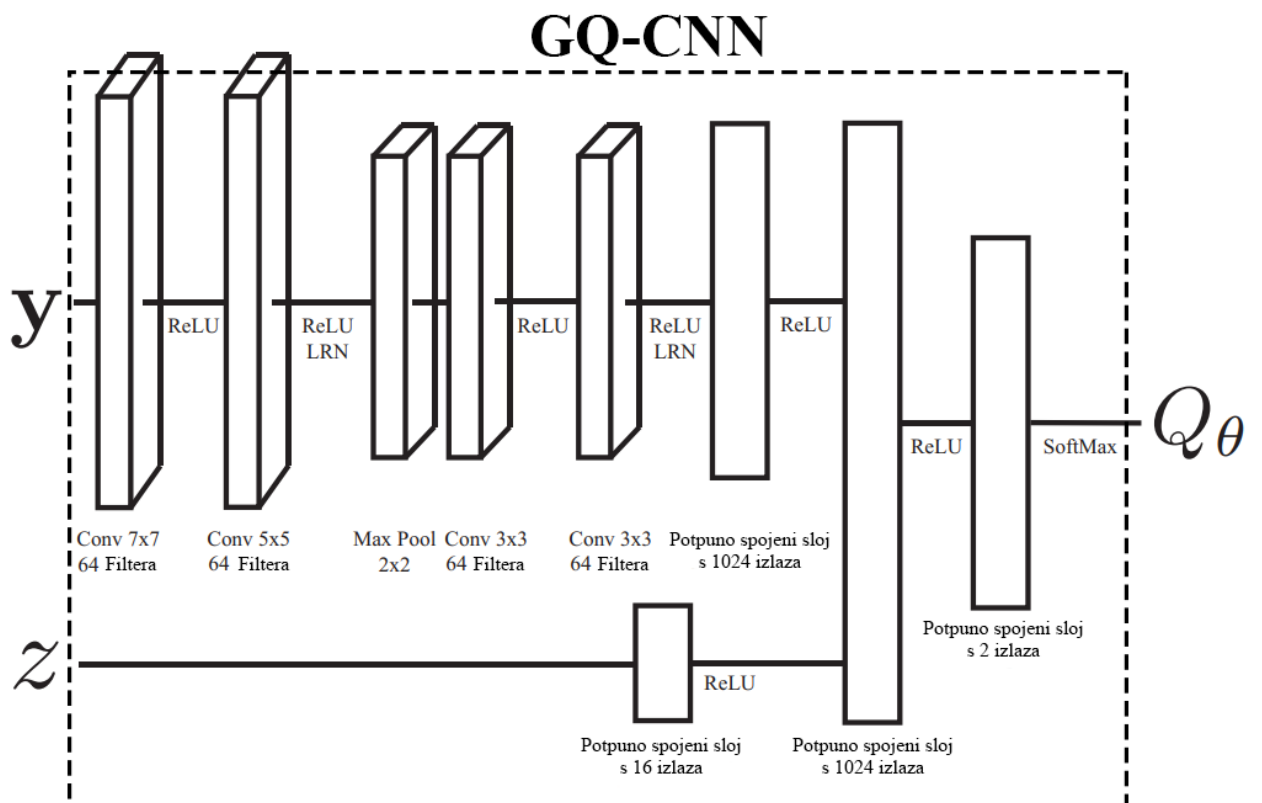 GQ-CNN
y
ReLU
ReLU
LRN
ReLU
ReLU
LRN
ReLU
ReLU
SoftMax
Q_θ
Conv 7x7
64 Filtera
Conv 5x5
64 Filtera
Max Pool
2x2
Conv 3x3
64 Filtera
Conv 3x3
64 Filtera
Potpuno spojeni sloj
s 1024 izlaza
Potpuno spojeni sloj
s 2 izlaza
z
ReLU
Potpuno spojeni sloj
s 16 izlaza
Potpuno spojeni sloj
s 1024 izlaza